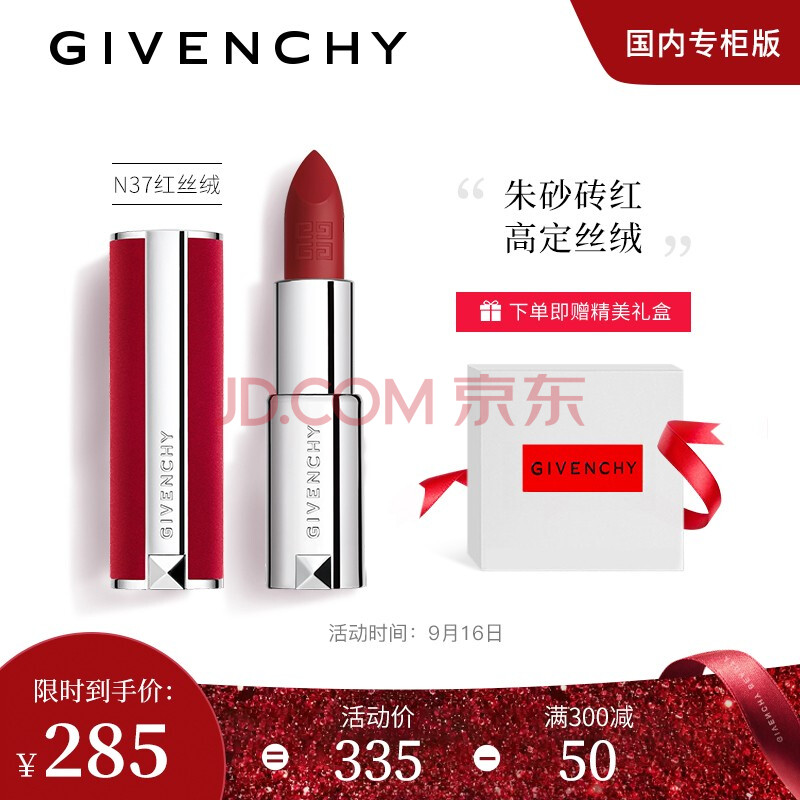 GIVENCHY
国内专柜版
N37红丝绒
“朱砂砖红
高定丝绒”
下单即赠精美礼盒
JD.COM 京东
GIVENCHY
GIVENCHY
GIVENCHY
活动时间：9月16日
限时到手价：
¥285
=
活动价
335
-
满300减
50